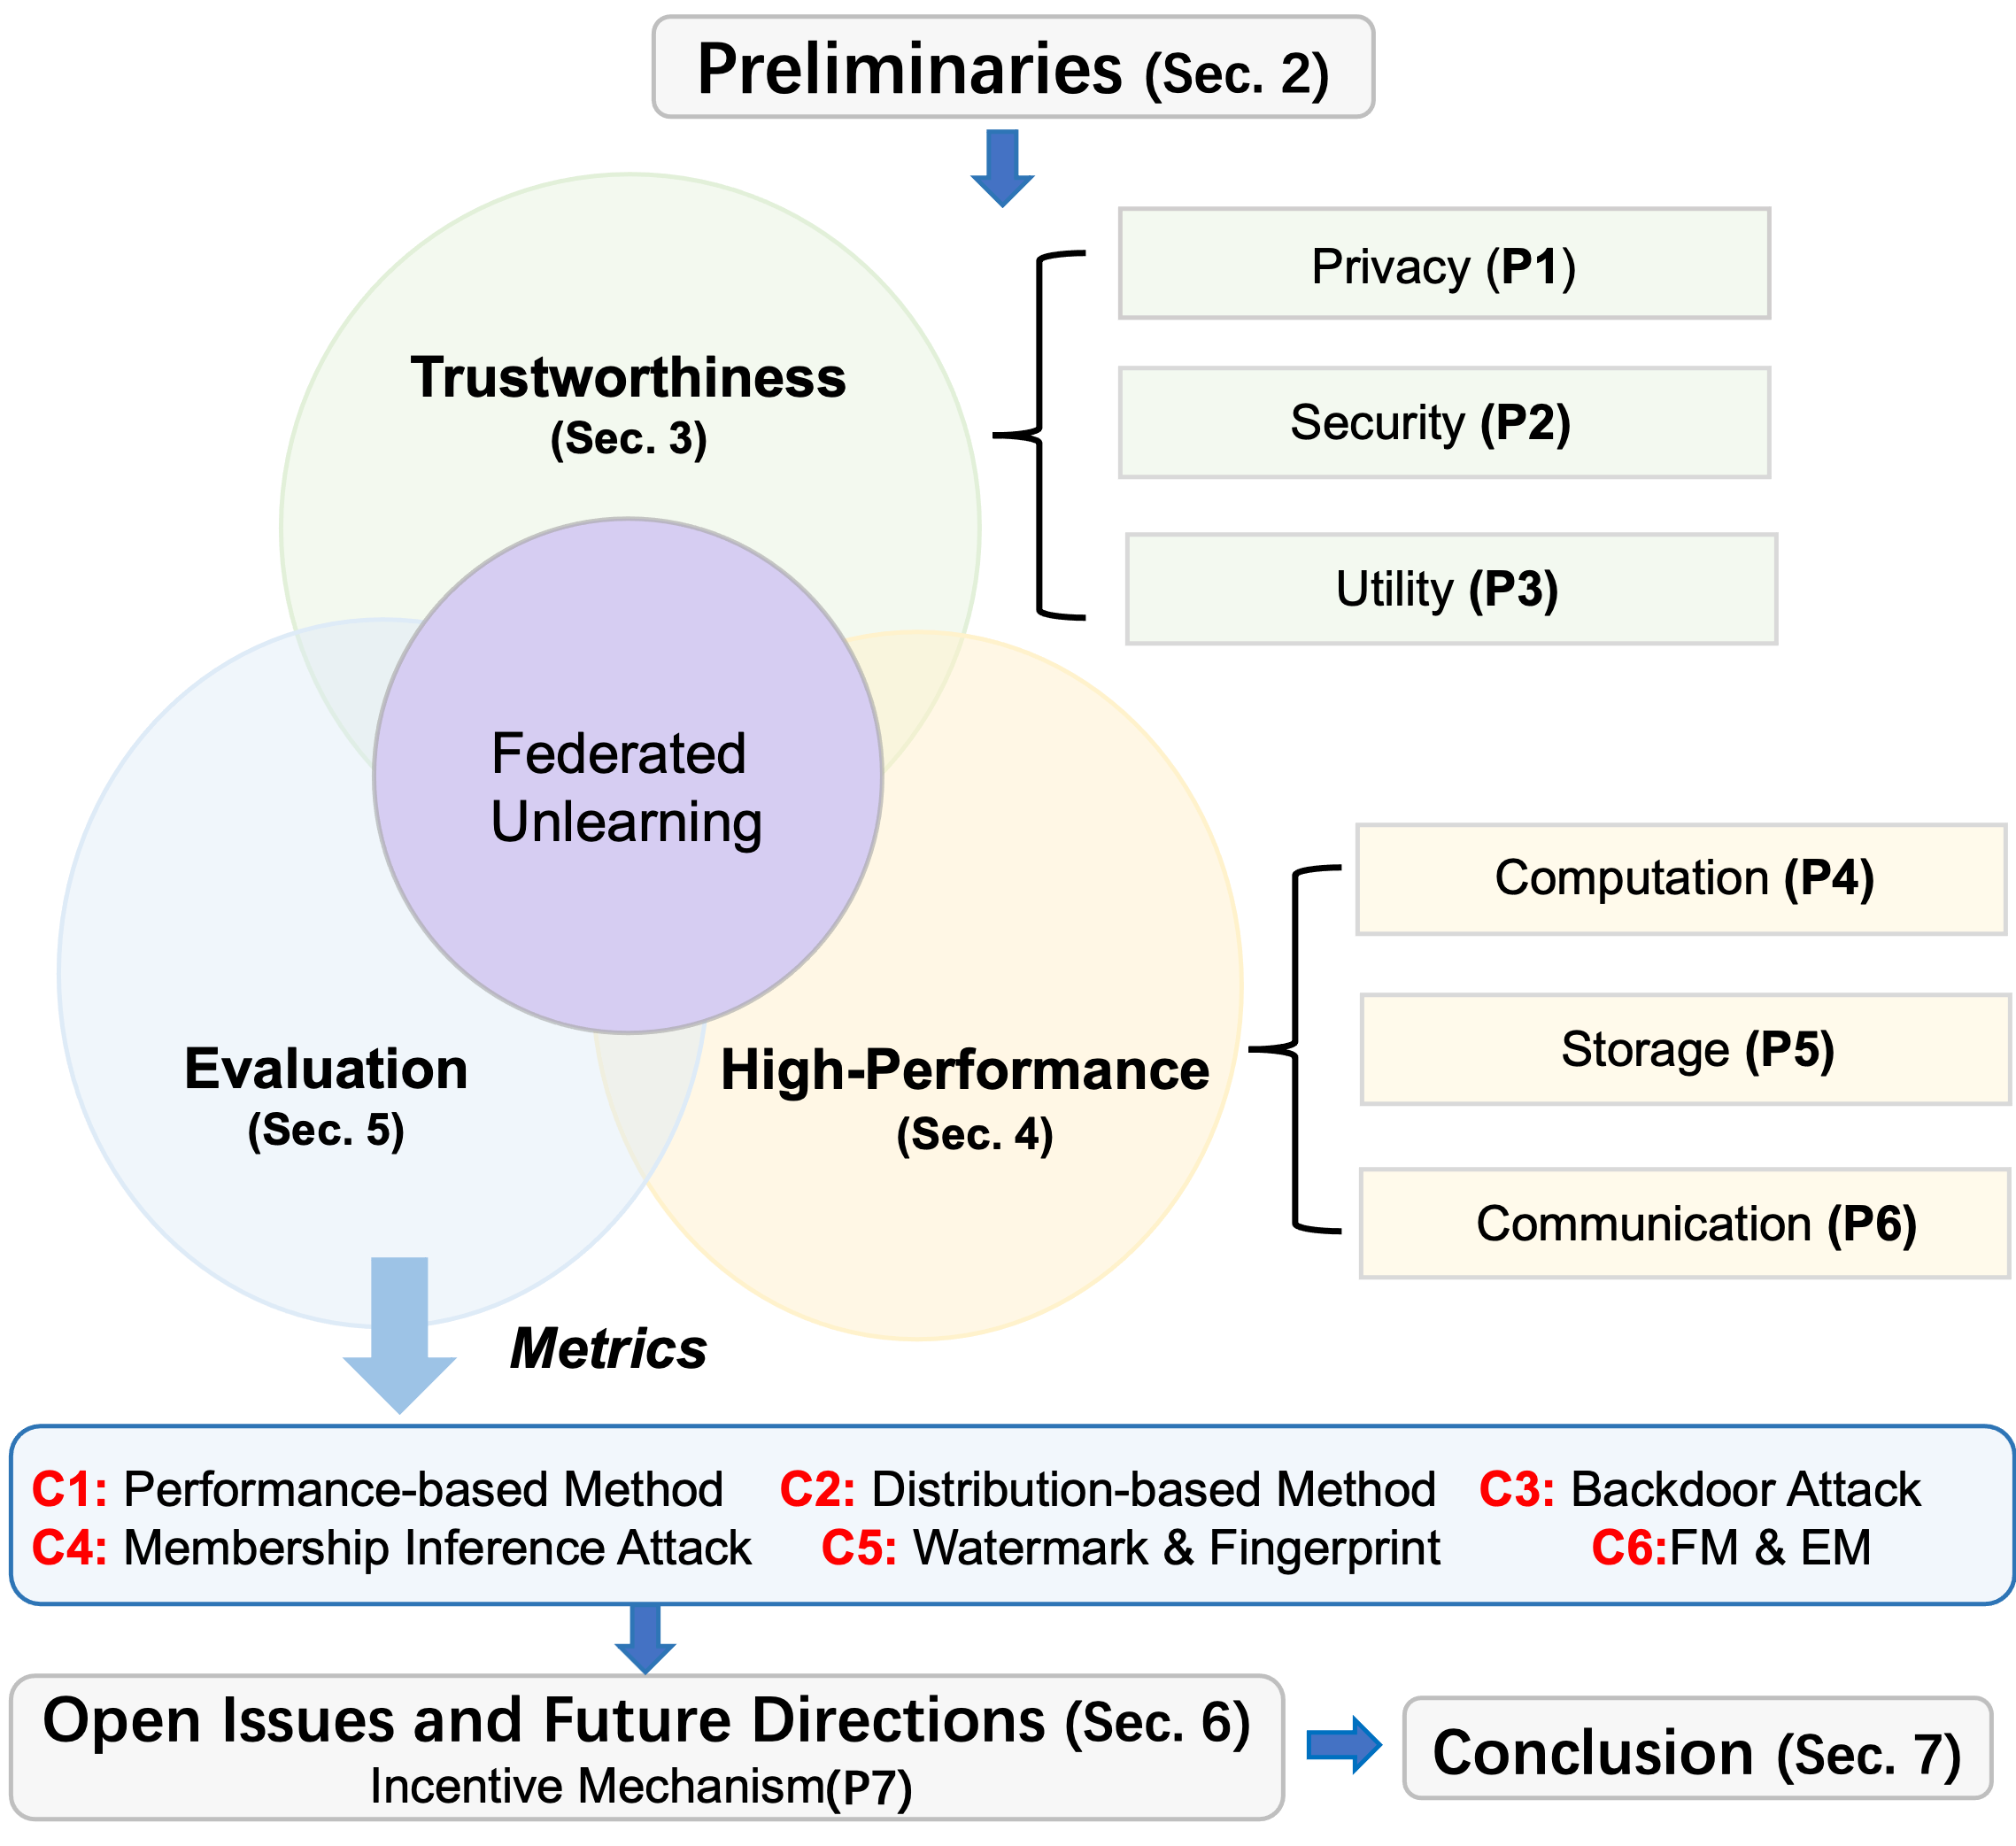 Preliminaries (Sec. 2)
Trustworthiness
(Sec. 3)
Privacy (P1)
Security (P2)
Utility (P3)
Federated
Unlearning
Evaluation
(Sec. 5)
High-Performance
(Sec. 4)
Computation (P4)
Storage (P5)
Communication (P6)
Metrics
C1: Performance-based Method C2: Distribution-based Method C3: Backdoor Attack
C4: Membership Inference Attack C5: Watermark & Fingerprint C6:FM & EM
Open Issues and Future Directions (Sec. 6)
Incentive Mechanism(P7)
Conclusion (Sec. 7)